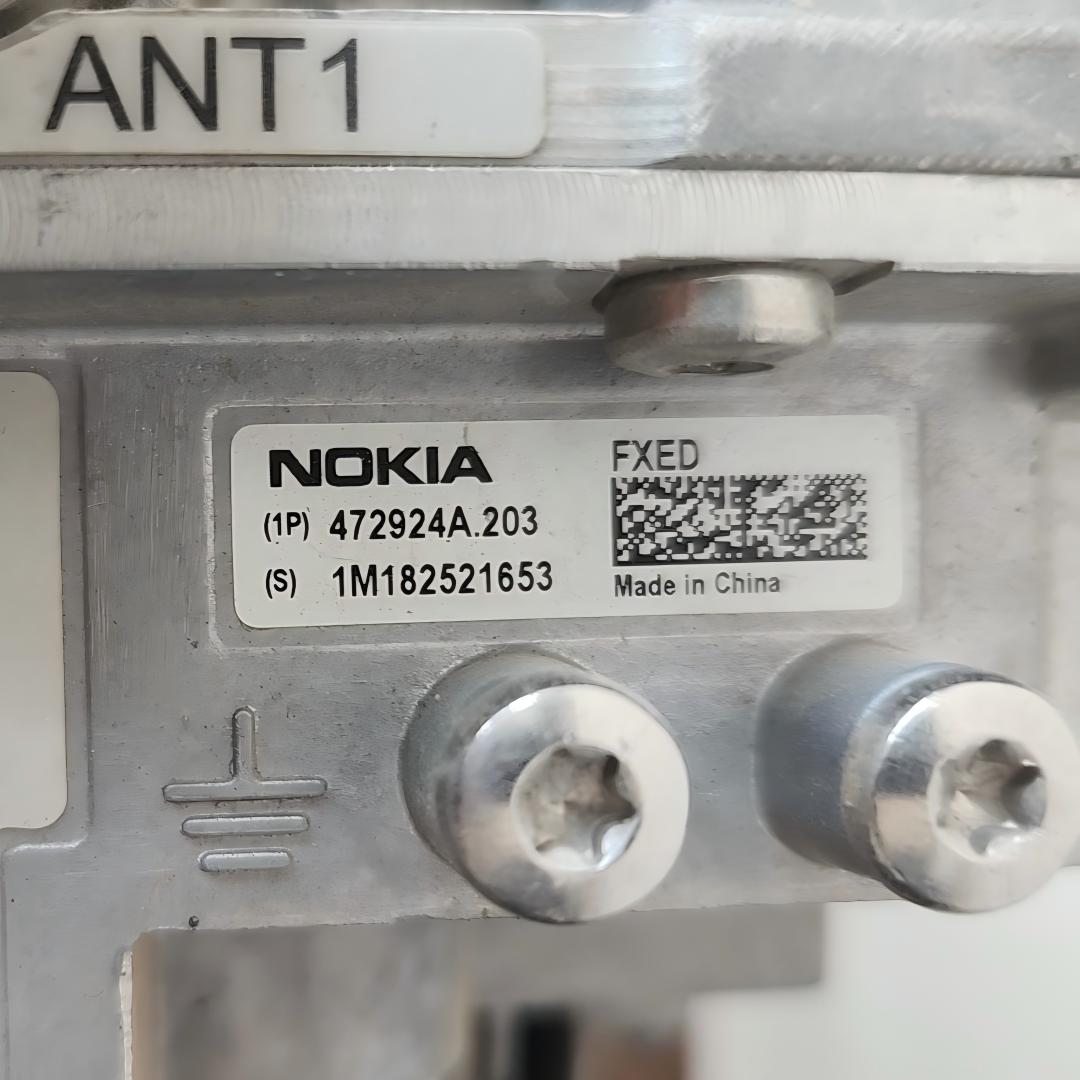 ANT1
NOKIA
(1P) 472924A.203
(S) 1M182521653
FXED
Made in China